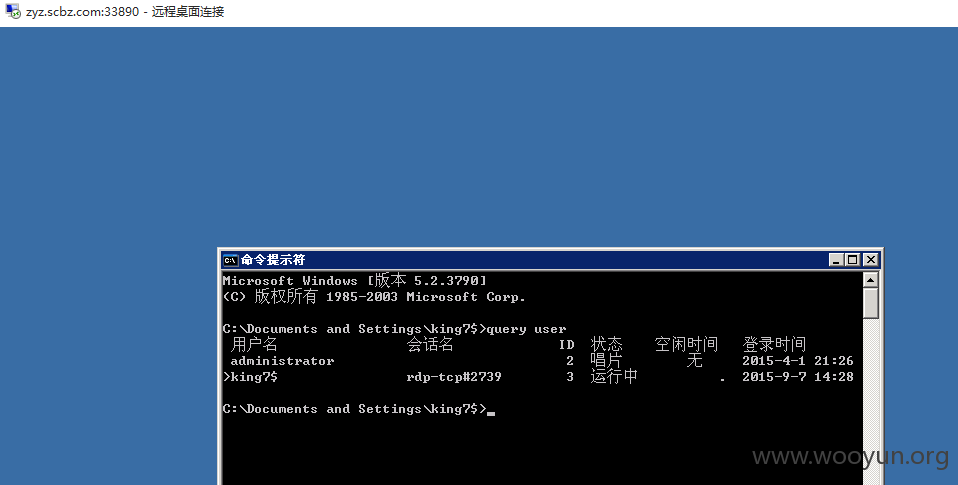 zyz.scbz.com:33890 - 远程桌面连接
命令提示符
Microsoft Windows [版本 5.2.3790]
(C) 版权所有 1985-2003 Microsoft Corp.
C:\Documents and Settings\king7$>query user
用户名 会话名 ID 状态 空闲时间 登录时间
administrator 2 唱片 无 2015-4-1 21:26
>king7$ rdp-tcp#2739 3 运行中 . 2015-9-7 14:28
C:\Documents and Settings\king7$>_
www.wooyun.org